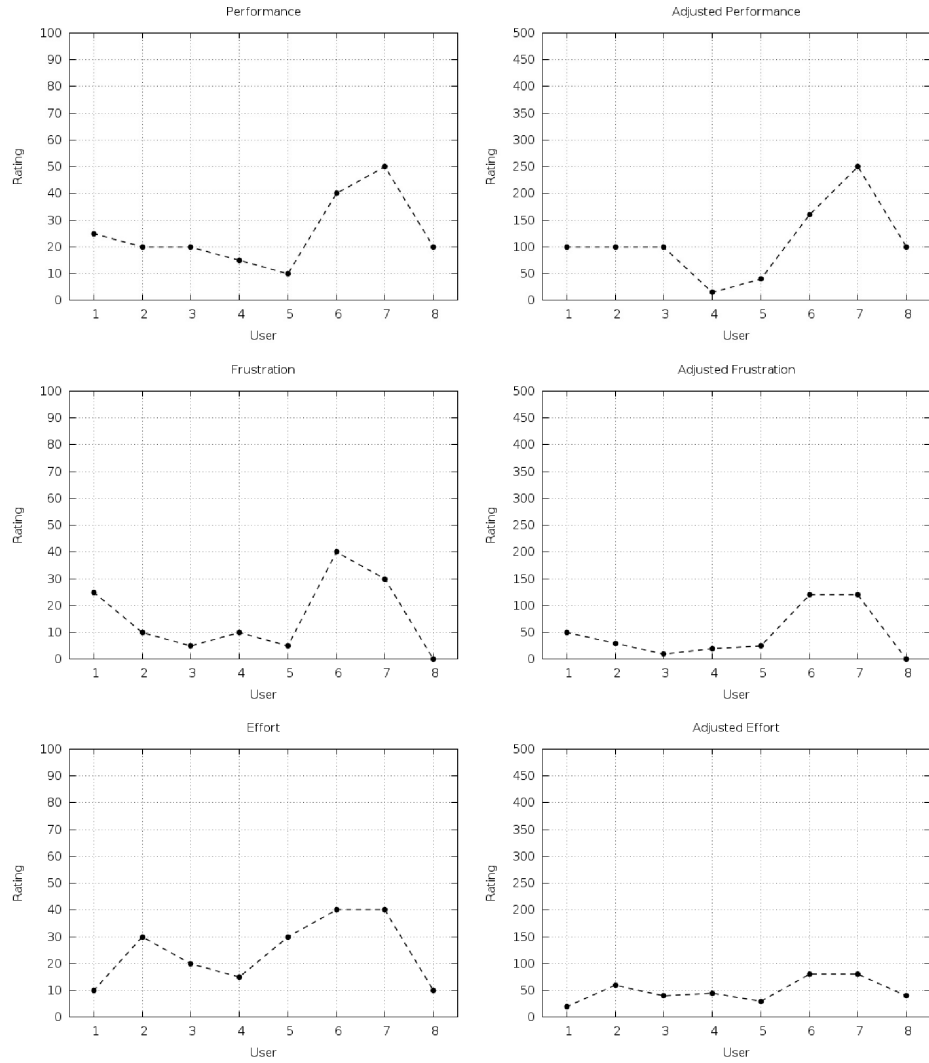 Performance
100
90
80
70
60
50
40
30
20
10
0
Rating
1 2 3 4 5 6 7 8
User
Adjusted Performance
500
450
400
350
300
250
200
150
100
50
0
Rating
1 2 3 4 5 6 7 8
User
Frustration
100
90
80
70
60
50
40
30
20
10
0
Rating
1 2 3 4 5 6 7 8
User
Adjusted Frustration
500
450
400
350
300
250
200
150
100
50
0
Rating
1 2 3 4 5 6 7 8
User
Effort
100
90
80
70
60
50
40
30
20
10
0
Rating
1 2 3 4 5 6 7 8
User
Adjusted Effort
500
450
400
350
300
250
200
150
100
50
0
Rating
1 2 3 4 5 6 7 8
User